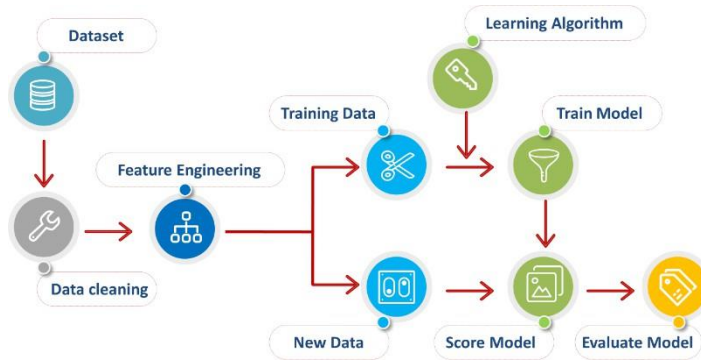 Dataset
Learning Algorithm
Training Data
Train Model
Feature Engineering
Data cleaning
New Data
Score Model
Evaluate Model